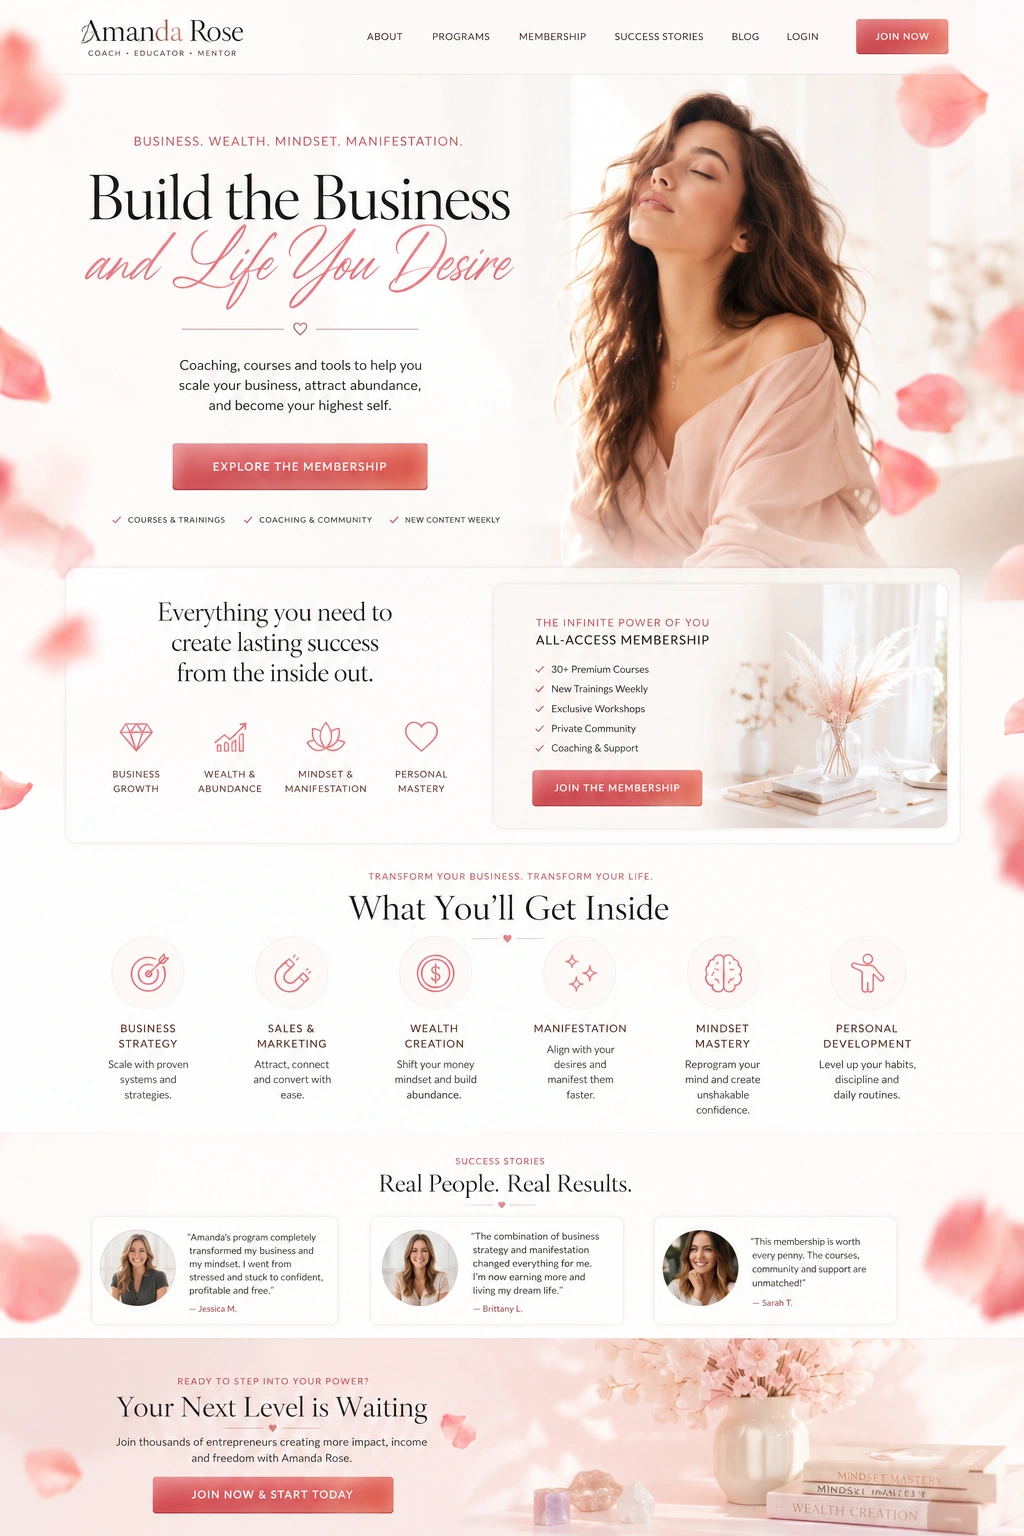 Amanda Rose
COACH • EDUCATOR • MENTOR
ABOUT
PROGRAMS
MEMBERSHIP
SUCCESS STORIES
BLOG
LOGIN
JOIN NOW
BUSINESS. WEALTH. MINDSET. MANIFESTATION.
Build the Business
and Life You Desire
Coaching, courses and tools to help you
scale your business, attract abundance,
and become your highest self.
EXPLORE THE MEMBERSHIP
COURSES & TRAININGS
COACHING & COMMUNITY
NEW CONTENT WEEKLY
Everything you need to
create lasting success
from the inside out.
BUSINESS
GROWTH
WEALTH &
ABUNDANCE
MINDSET &
MANIFESTATION
PERSONAL
MASTERY
THE INFINITE POWER OF YOU
ALL-ACCESS MEMBERSHIP
30+ Premium Courses
New Trainings Weekly
Exclusive Workshops
Private Community
Coaching & Support
JOIN THE MEMBERSHIP
TRANSFORM YOUR BUSINESS. TRANSFORM YOUR LIFE.
What You'll Get Inside
BUSINESS
STRATEGY
Scale with proven
systems and
strategies.
SALES &
MARKETING
Attract, connect
and convert with
ease.
WEALTH
CREATION
Shift your money
mindset and build
abundance.
MANIFESTATION
Align with your
desires and
manifest them
faster.
MINDSET
MASTERY
Reprogram your
mind and create
unshakable
confidence.
PERSONAL
DEVELOPMENT
Level up your habits,
discipline and
daily routines.
SUCCESS STORIES
Real People. Real Results.
"Amanda's program completely
transformed my business and
my mindset. I went from
stressed and stuck to confident,
profitable and free."
— Jessica M.
"The combination of business
strategy and manifestation
changed everything for me.
I'm now earning more and
living my dream life."
— Brittany L.
"This membership is worth
every penny. The courses,
community and support are
unmatched!"
— Sarah T.
READY TO STEP INTO YOUR POWER?
Your Next Level is Waiting
Join thousands of entrepreneurs creating more impact, income
and freedom with Amanda Rose.
JOIN NOW & START TODAY
MINDSET MASTERY
WEALTH CREATION